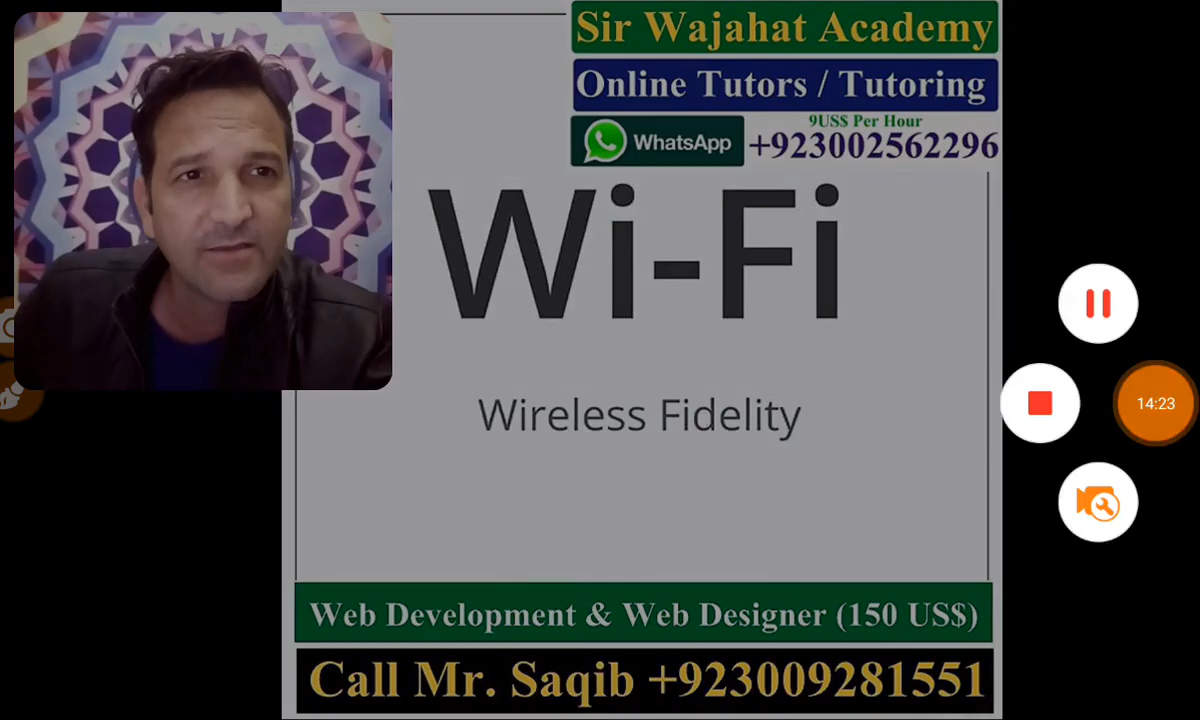 Sir Wajahat Academy
Online Tutors / Tutoring
9US$ Per Hour
WhatsApp +923002562296
Wi-Fi
Wireless Fidelity
14:23
Web Development & Web Designer (150 US$)
Call Mr. Saqib +923009281551